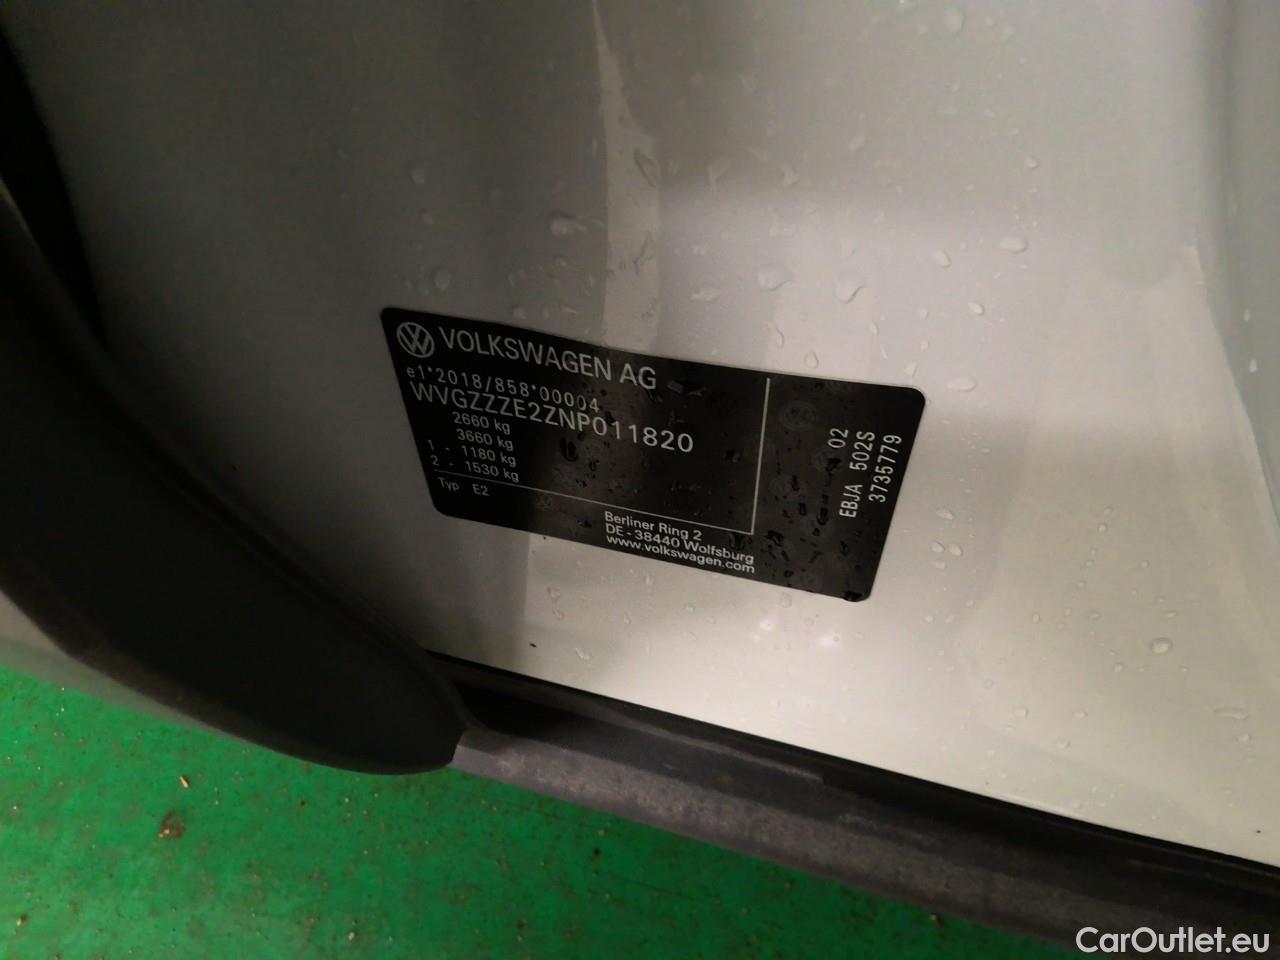 VOLKSWAGEN AG
e1*2018/858*00004
WVGZZZE2ZNP011820
2660 kg
3660 kg
1 - 1180 kg
2 - 1530 kg
Typ E2
Berliner Ring 2
DE - 38440 Wolfsburg
www.volkswagen.com
02
EBJA 502S
3735779
CarOutlet.eu